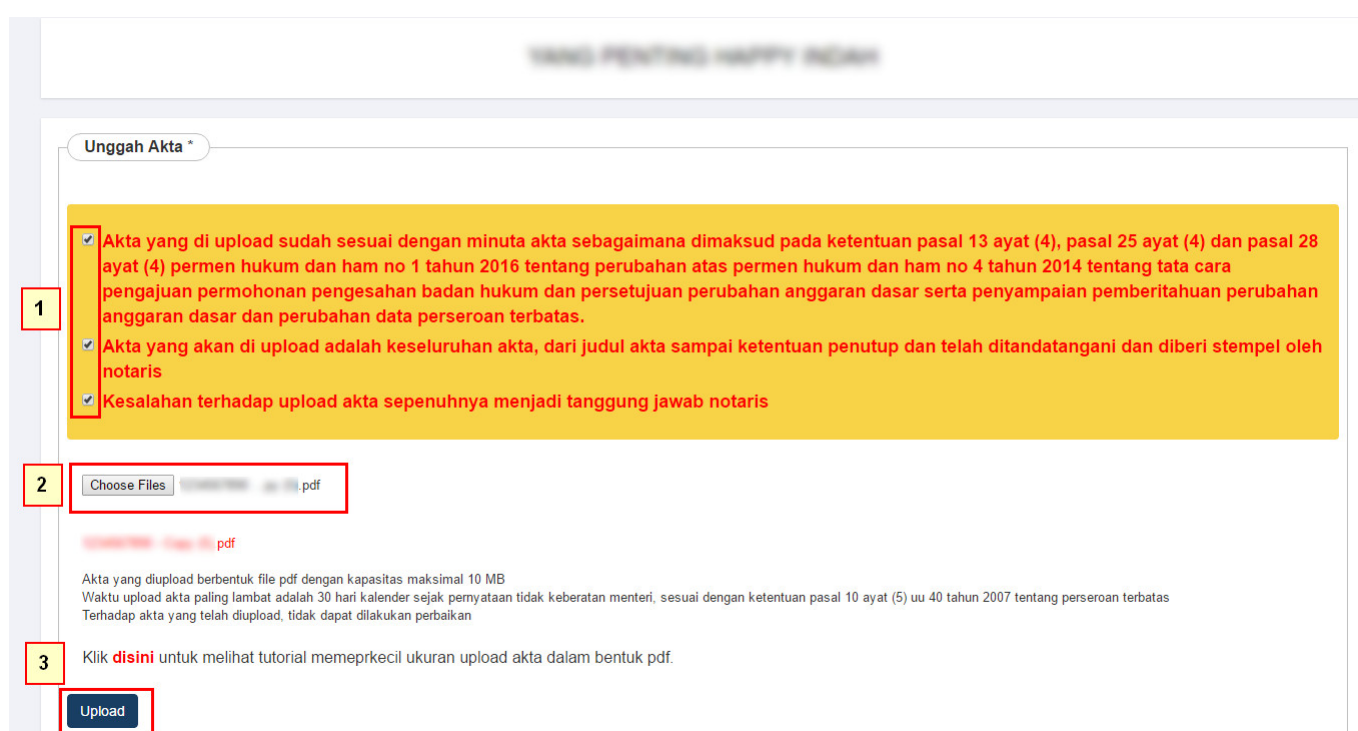 YANG PENTING HAPPY INDAH
Unggah Akta *
Akta yang di upload sudah sesuai dengan minuta akta sebagaimana dimaksud pada ketentuan pasal 13 ayat (4), pasal 25 ayat (4) dan pasal 28
ayat (4) permen hukum dan ham no 1 tahun 2016 tentang perubahan atas permen hukum dan ham no 4 tahun 2014 tentang tata cara
pengajuan permohonan pengesahan badan hukum dan persetujuan perubahan anggaran dasar serta penyampaian pemberitahuan perubahan
anggaran dasar dan perubahan data perseroan terbatas.
1
Akta yang akan di upload adalah keseluruhan akta, dari judul akta sampai ketentuan penutup dan telah ditandatangani dan diberi stempel oleh
notaris
Kesalahan terhadap upload akta sepenuhnya menjadi tanggung jawab notaris
2
Choose Files .pdf
pdf
Akta yang diupload berbentuk file pdf dengan kapasitas maksimal 10 MB
Waktu upload akta paling lambat adalah 30 hari kalender sejak pernyataan tidak keberatan menteri, sesuai dengan ketentuan pasal 10 ayat (5) uu 40 tahun 2007 tentang perseroan terbatas
Terhadap akta yang telah diupload, tidak dapat dilakukan perbaikan
3
Klik disini untuk melihat tutorial memeprkecil ukuran upload akta dalam bentuk pdf.
Upload